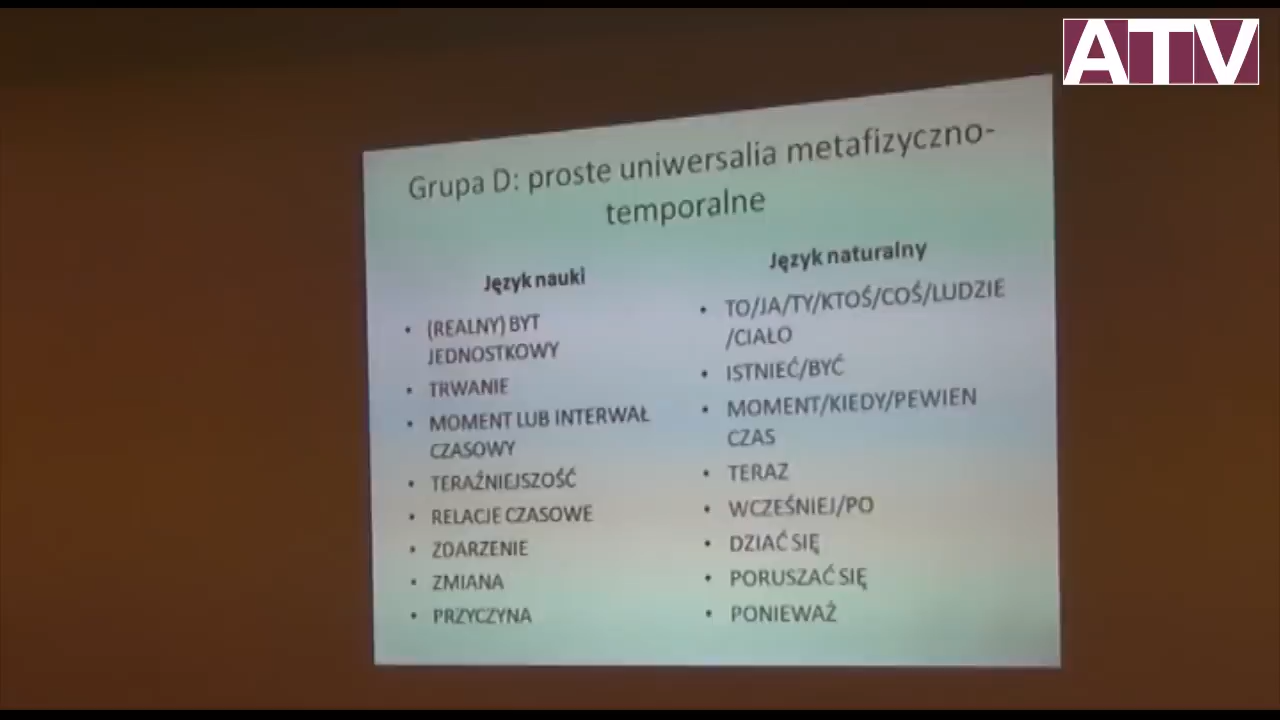 ATV
Grupa D: proste uniwersalia metafizyczno-
temporalne
Język nauki
• (REALNY) BYT
JEDNOSTKOWY
• TRWANIE
• MOMENT LUB INTERWAŁ
CZASOWY
• TERAŹNIEJSZOŚĆ
• RELACJE CZASOWE
• ZDARZENIE
• ZMIANA
• PRZYCZYNA
Język naturalny
• TO/JA/TY/KTOŚ/COŚ/LUDZIE
/CIAŁO
• ISTNIEĆ/BYĆ
• MOMENT/KIEDY/PEWIEN
CZAS
• TERAZ
• WCZEŚNIEJ/PO
• DZIAĆ SIĘ
• PORUSZAĆ SIĘ
• PONIEWAŻ